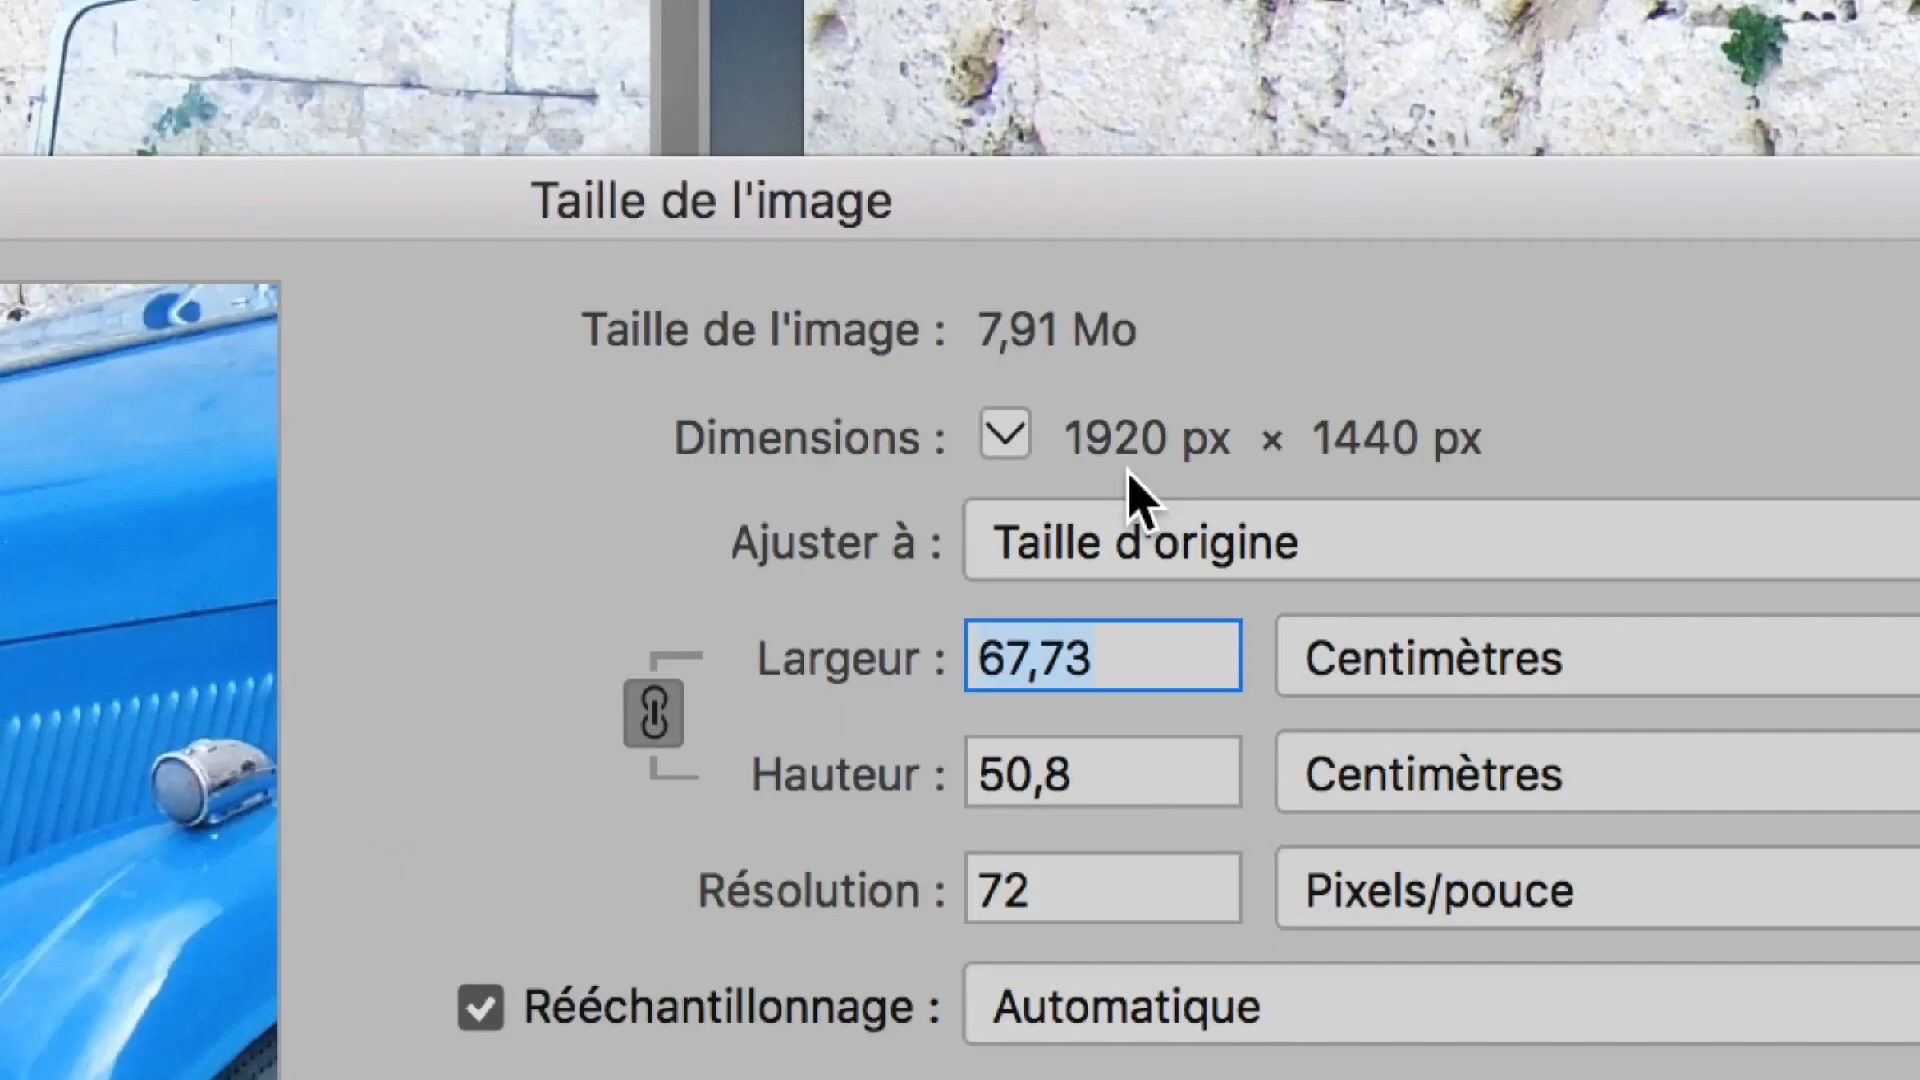 Taille de l'image
Taille de l'image : 7,91 Mo
Dimensions : 1920 px × 1440 px
Ajuster à : Taille d'origine
Largeur : 67,73 Centimètres
Hauteur : 50,8 Centimètres
Résolution : 72 Pixels/pouce
Rééchantillonnage : Automatique